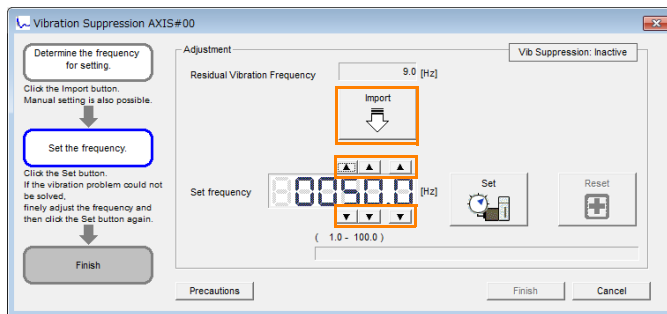 Vibration Suppression AXIS#00
Determine the frequency
for setting.
Click the Import button.
Manual setting is also possible.
Set the frequency.
Click the Set button.
If the vibration problem could not
be solved,
finely adjust the frequency and
then click the Set button again.
Finish
Adjustment
Vib Suppression: Inactive
Residual Vibration Frequency 9.0 [Hz]
Import
Set frequency 0050.0 [Hz]
( 1.0 - 100.0 )
Set
Reset
Precautions
Finish
Cancel